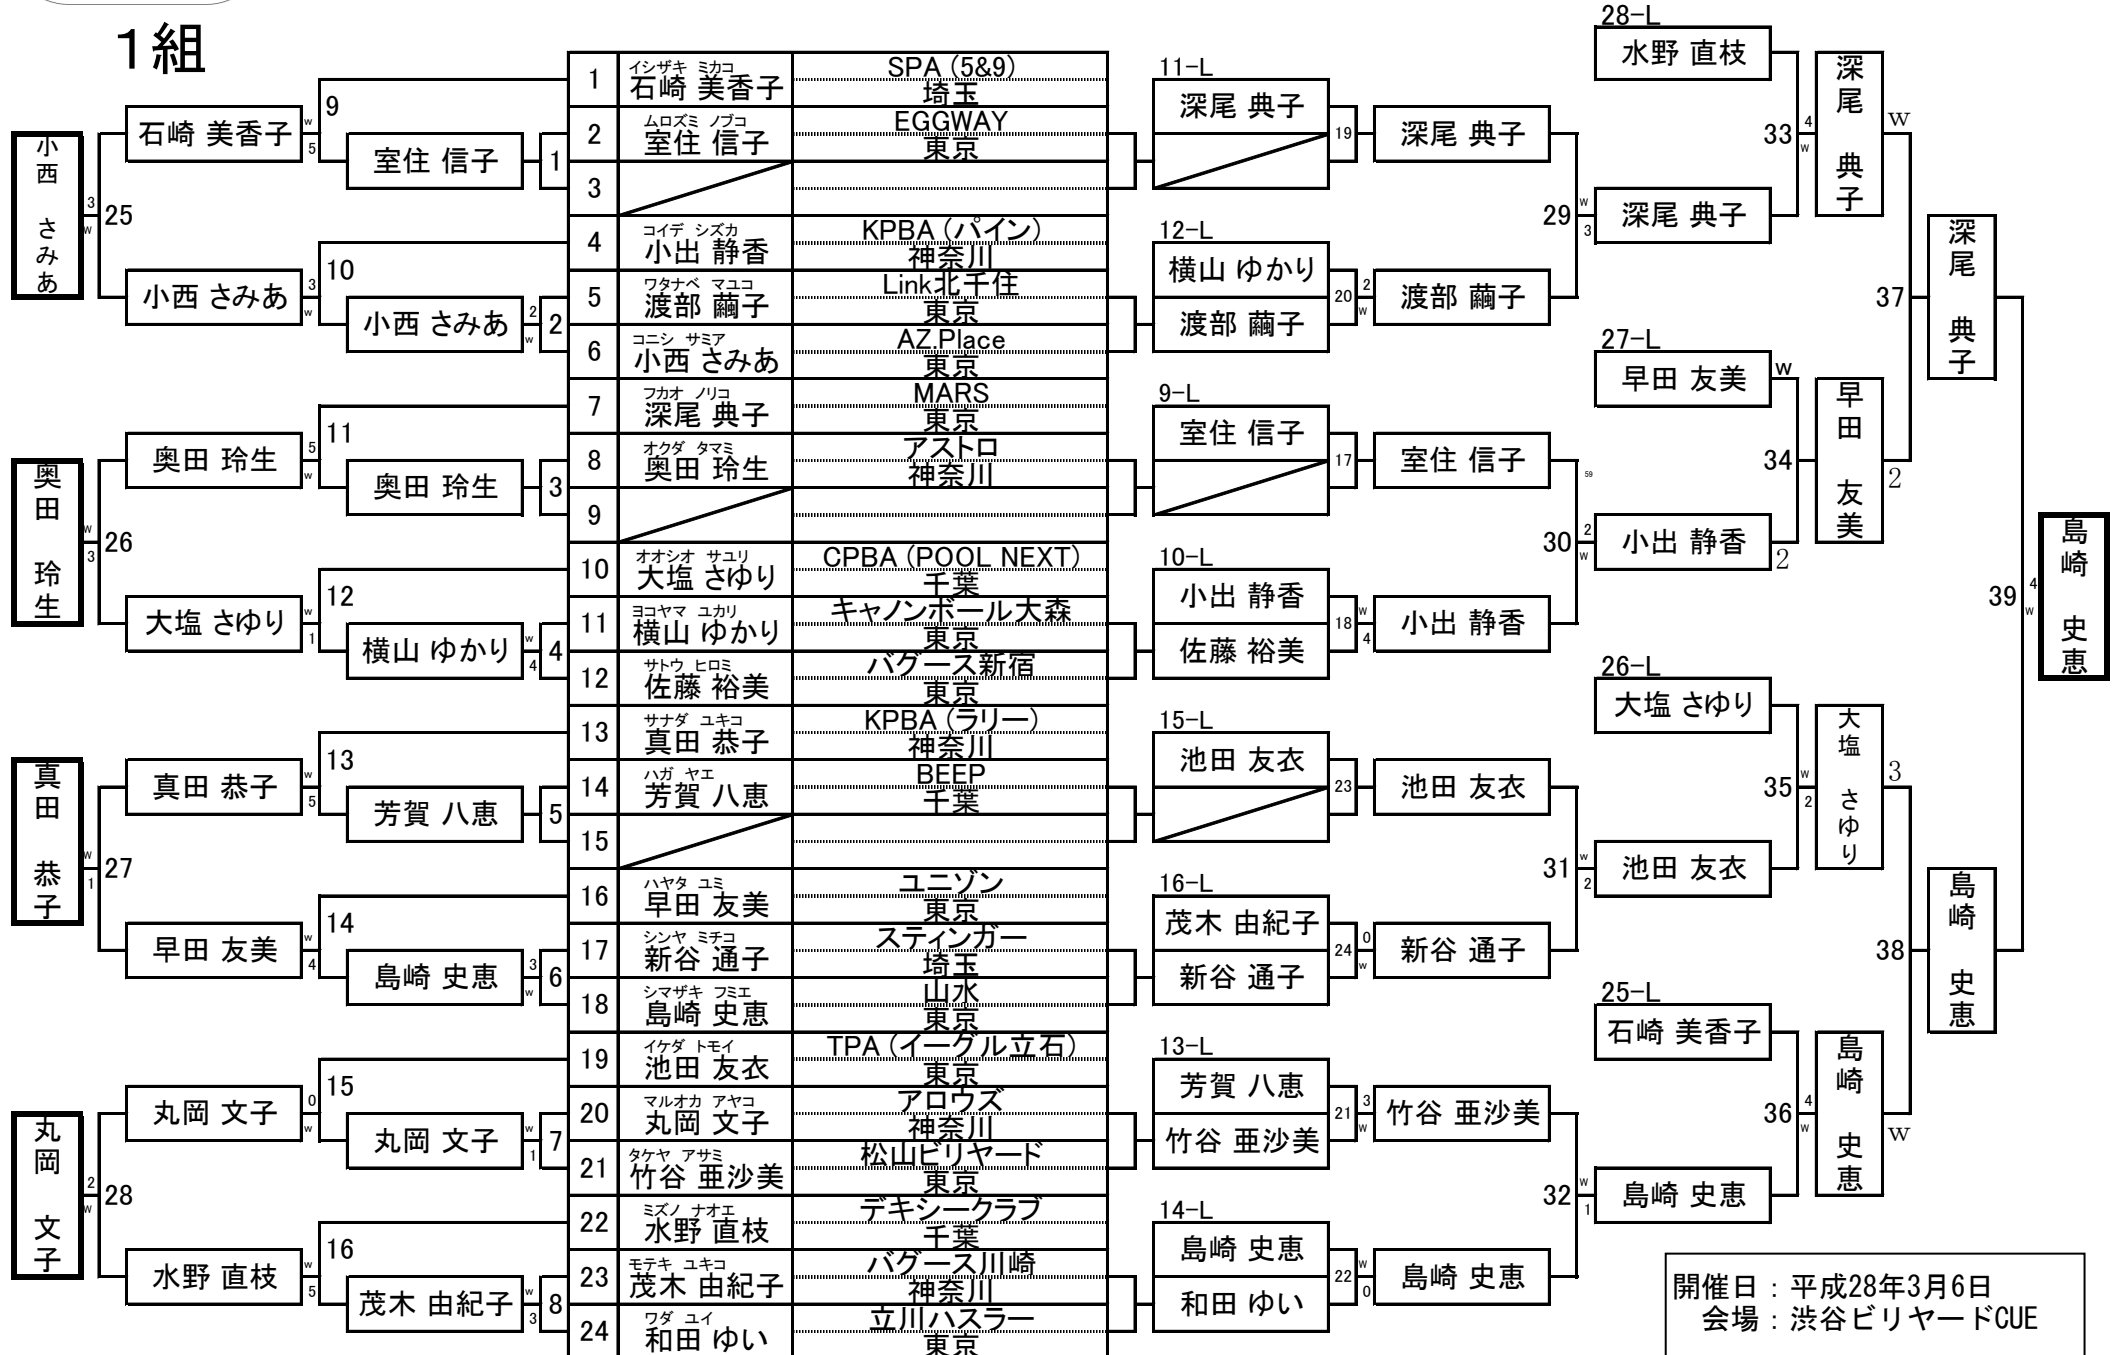 1組
1
イシザキ ミカコ
石崎 美香子
SPA (5&9)
埼玉
2
ムロズミ ノブコ
室住 信子
EGGWAY
東京
3
4
コイデ シズカ
小出 静香
KPBA (パイン)
神奈川
5
ワタナベ マユコ
渡部 繭子
Link北千住
東京
6
コニシ サミア
小西 さみあ
AZ.Place
東京
7
フカオ ノリコ
深尾 典子
MARS
東京
8
オクダ タマミ
奥田 玲生
アストロ
神奈川
9
10
オオシオ サユリ
大塩 さゆり
CPBA (POOL NEXT)
千葉
11
ヨコヤマ ユカリ
横山 ゆかり
キャノンボール大森
東京
12
サトウ ヒロミ
佐藤 裕美
バグース新宿
東京
13
サナダ ユキコ
真田 恭子
KPBA (ラリー)
神奈川
14
ハガ ヤエ
芳賀 八恵
BEEP
千葉
15
16
ハヤタ ユミ
早田 友美
ユニゾン
東京
17
シンヤ ミチコ
新谷 通子
スティンガー
埼玉
18
シマザキ フミエ
島崎 史恵
山水
東京
19
イケダ トモイ
池田 友衣
TPA (イーグル立石)
東京
20
マルオカ アヤコ
丸岡 文子
アロウズ
神奈川
21
タケヤ アサミ
竹谷 亜沙美
松山ビリヤード
東京
22
ミズノ ナオエ
水野 直枝
デキシークラブ
千葉
23
モテキ ユキコ
茂木 由紀子
バグース川崎
神奈川
24
ワダ ユイ
和田 ゆい
立川ハスラー
東京
小西 さみあ
3
w
25
石崎 美香子
w
5
9
室住 信子
1
小西 さみあ
3
w
10
小西 さみあ
2
w
2
奥田 玲生
w
3
26
奥田 玲生
5
w
11
奥田 玲生
3
大塩 さゆり
w
1
12
横山 ゆかり
w
4
4
真田 恭子
w
1
27
真田 恭子
w
5
13
芳賀 八恵
5
早田 友美
w
4
14
島崎 史恵
3
w
6
丸岡 文子
2
w
28
丸岡 文子
0
w
15
丸岡 文子
w
1
7
水野 直枝
w
5
16
茂木 由紀子
w
3
8
11-L
深尾 典子
19
深尾 典子
12-L
横山 ゆかり
渡部 繭子
20
2
w
渡部 繭子
9-L
室住 信子
17
室住 信子
10-L
小出 静香
佐藤 裕美
18
w
4
小出 静香
15-L
池田 友衣
23
池田 友衣
16-L
茂木 由紀子
新谷 通子
24
0
w
新谷 通子
13-L
芳賀 八恵
竹谷 亜沙美
21
3
w
竹谷 亜沙美
14-L
島崎 史恵
和田 ゆい
22
w
0
島崎 史恵
28-L
水野 直枝
29
w
3
深尾 典子
33
4
w
深尾 典子
w
27-L
早田 友美
w
59
30
2
w
小出 静香
2
34
早田 友美
2
26-L
大塩 さゆり
31
w
2
池田 友衣
35
w
2
大塩 さゆり
3
25-L
石崎 美香子
32
w
1
島崎 史恵
36
4
w
島崎 史恵
w
37
深尾 典子
38
島崎 史恵
39
4
w
島崎 史恵
開催日：平成28年3月6日
会場：渋谷ビリヤードCUE